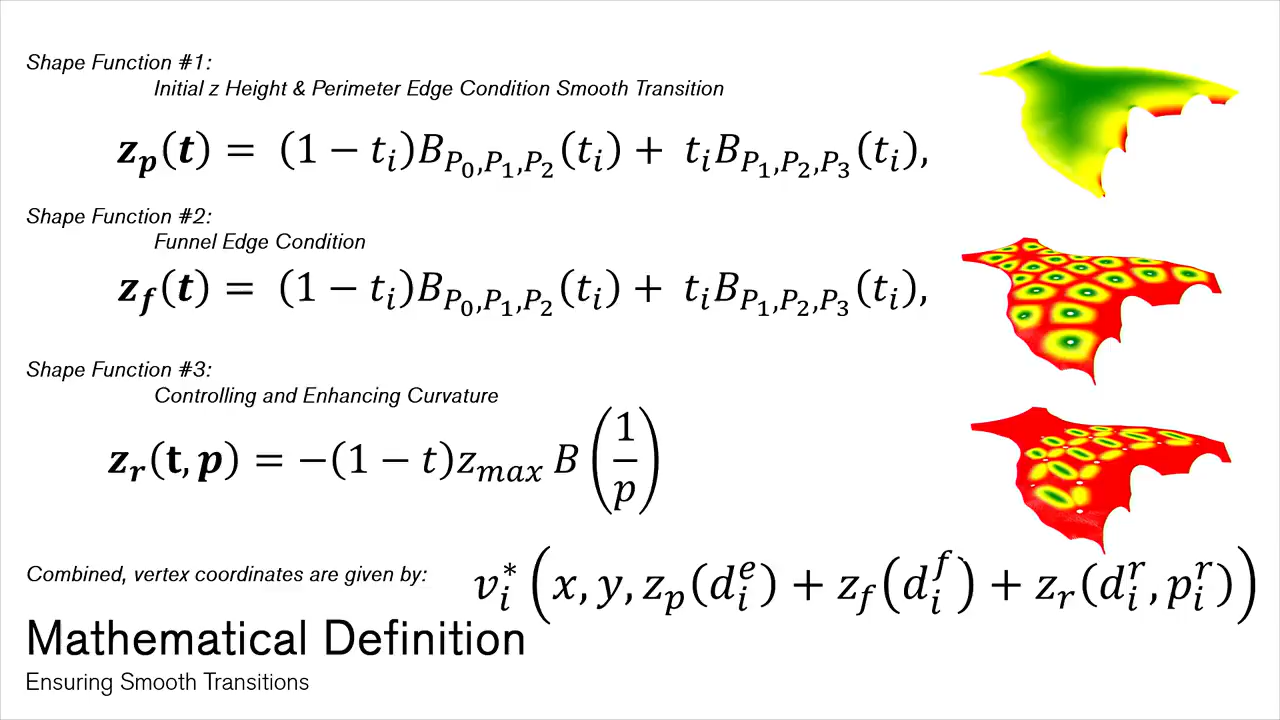 Shape Function #1:
Initial z Height & Perimeter Edge Condition Smooth Transition
z_p(t) = (1 − t_i)B_{P_0,P_1,P_2}(t_i) + t_iB_{P_1,P_2,P_3}(t_i),
Shape Function #2:
Funnel Edge Condition
z_f(t) = (1 − t_i)B_{P_0,P_1,P_2}(t_i) + t_iB_{P_1,P_2,P_3}(t_i),
Shape Function #3:
Controlling and Enhancing Curvature
z_r(t, p) = −(1 − t)z_{max} B(1/p)
Combined, vertex coordinates are given by: v_i^*(x, y, z_p(d_i^e) + z_f(d_i^f) + z_r(d_i^r, p_i^r))
Mathematical Definition
Ensuring Smooth Transitions